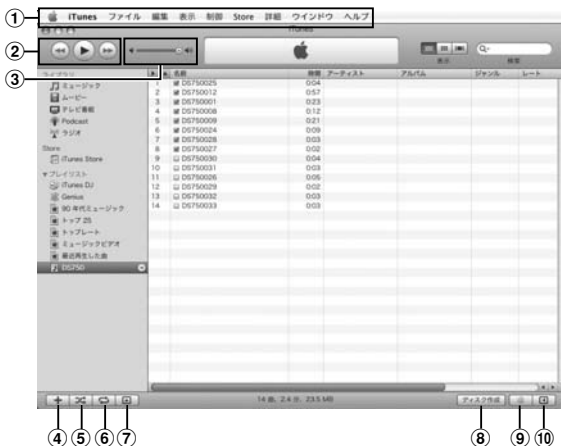 ① iTunes ファイル 編集 表示 制御 Store 詳細 ウインドウ ヘルプ
iTunes
②
③
表示 検索
ライブラリ
ミュージック
ムービー
テレビ番組
Podcast
ラジオ
Store
iTunes Store
▼プレイリスト
iTunes DJ
Genius
90 年代ミュージック
トップ 25
トップレート
ミュージックビデオ
最近再生した曲
DS750
名前 時間 アーティスト アルバム ジャンル レート
1 DS750025 0:04
2 DS750012 0:57
3 DS750001 0:23
4 DS750008 0:12
5 DS750009 0:21
6 DS750024 0:09
7 DS750028 0:03
8 DS750027 0:02
9 DS750030 0:04
10 DS750031 0:03
11 DS750026 0:05
12 DS750029 0:02
13 DS750032 0:03
14 DS750033 0:03
14 曲、2.4 分、23.5 MB
ディスク作成
④ ⑤ ⑥ ⑦ ⑧ ⑨ ⑩